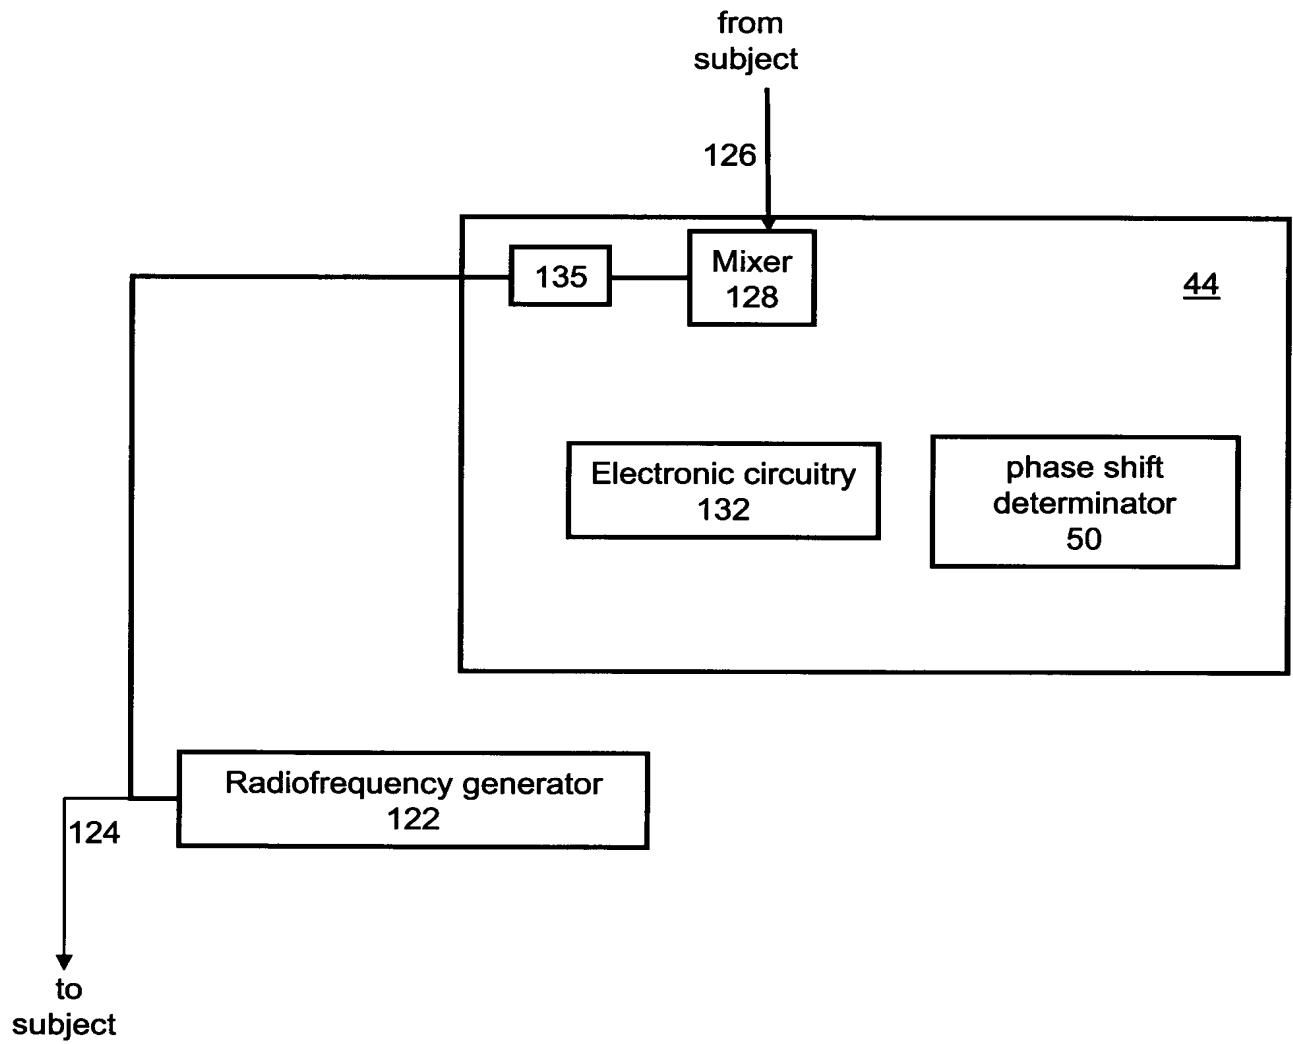 from
subject
126
135
Mixer
128
44
Electronic circuitry
132
phase shift
determinator
50
Radiofrequency generator
122
124
to
subject